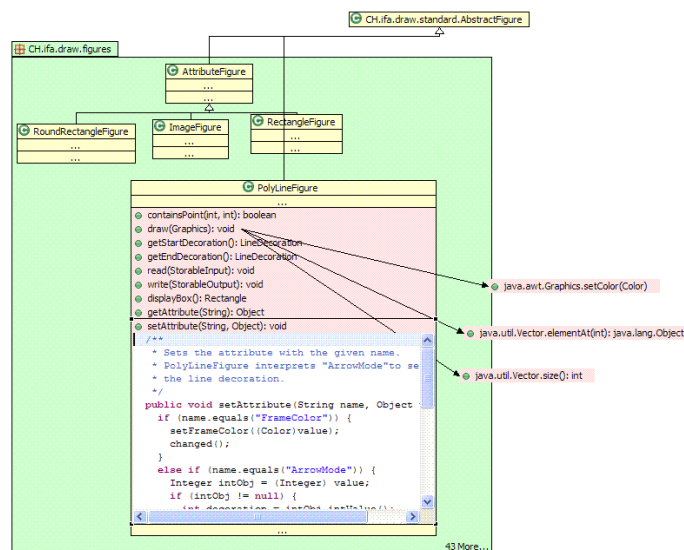 CH.ifa.draw.standard.AbstractFigure
CH.ifa.draw.figures
AttributeFigure
...
...
RoundRectangleFigure
...
...
ImageFigure
...
...
RectangleFigure
...
...
PolyLineFigure
...
containsPoint(int, int): boolean
draw(Graphics): void
getStartDecoration(): LineDecoration
getEndDecoration(): LineDecoration
read(StorableInput): void
write(StorableOutput): void
displayBox(): Rectangle
getAttribute(String): Object
setAttribute(String, Object): void
/**
* Sets the attribute with the given name.
* PolyLineFigure interprets "ArrowMode"to se
* the line decoration.
*/
public void setAttribute(String name, Object
if (name.equals("FrameColor")) {
setFrameColor((Color)value);
changed();
}
else if (name.equals("ArrowMode")) {
Integer intObj = (Integer) value;
if (intObj != null) {
int decoration = intObj.intValue();
...
java.awt.Graphics.setColor(Color)
java.util.Vector.elementAt(int): java.lang.Object
java.util.Vector.size(): int
43 More...